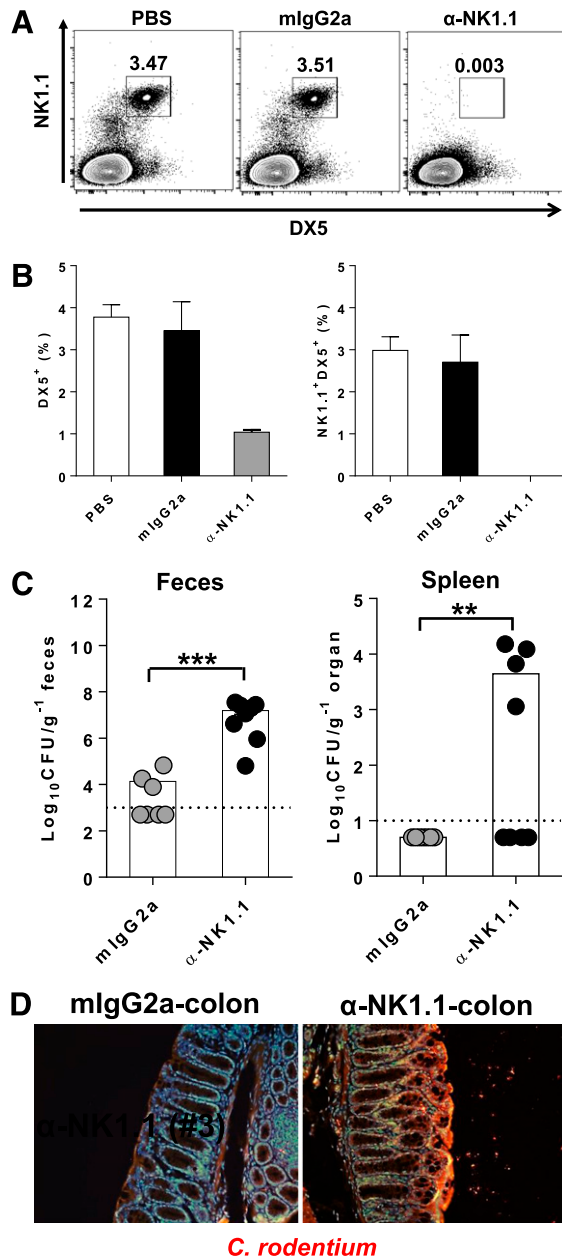 A
PBS mIgG2a α-NK1.1
3.47 3.51 0.003
NK1.1
DX5
B
DX5+ (%)
5
4
3
2
1
0
PBS mIgG2a α-NK1.1
NK1.1+DX5+ (%)
5
4
3
2
1
0
PBS mIgG2a α-NK1.1
C
Feces
Log10CFU/g-1 feces
12
10
8
6
4
2
0
***
mIgG2a α-NK1.1
Spleen
Log10CFU/g-1 organ
5
4
3
2
1
0
**
mIgG2a α-NK1.1
D
mIgG2a-colon α-NK1.1-colon
α-NK1.1 (#3)
C. rodentium